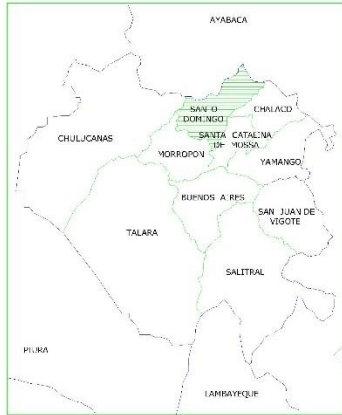 AYABACA
SAN O
DOMINGO
CHALACO
CHULUCANAS
SANTA CATALINA
DE MOSSA
MORROPON
YAMANGO
BUENOS AIRES
SAN JUAN DE
VIGOTE
TALARA
SALITRAL
PIURA
LAMBAYEQUE